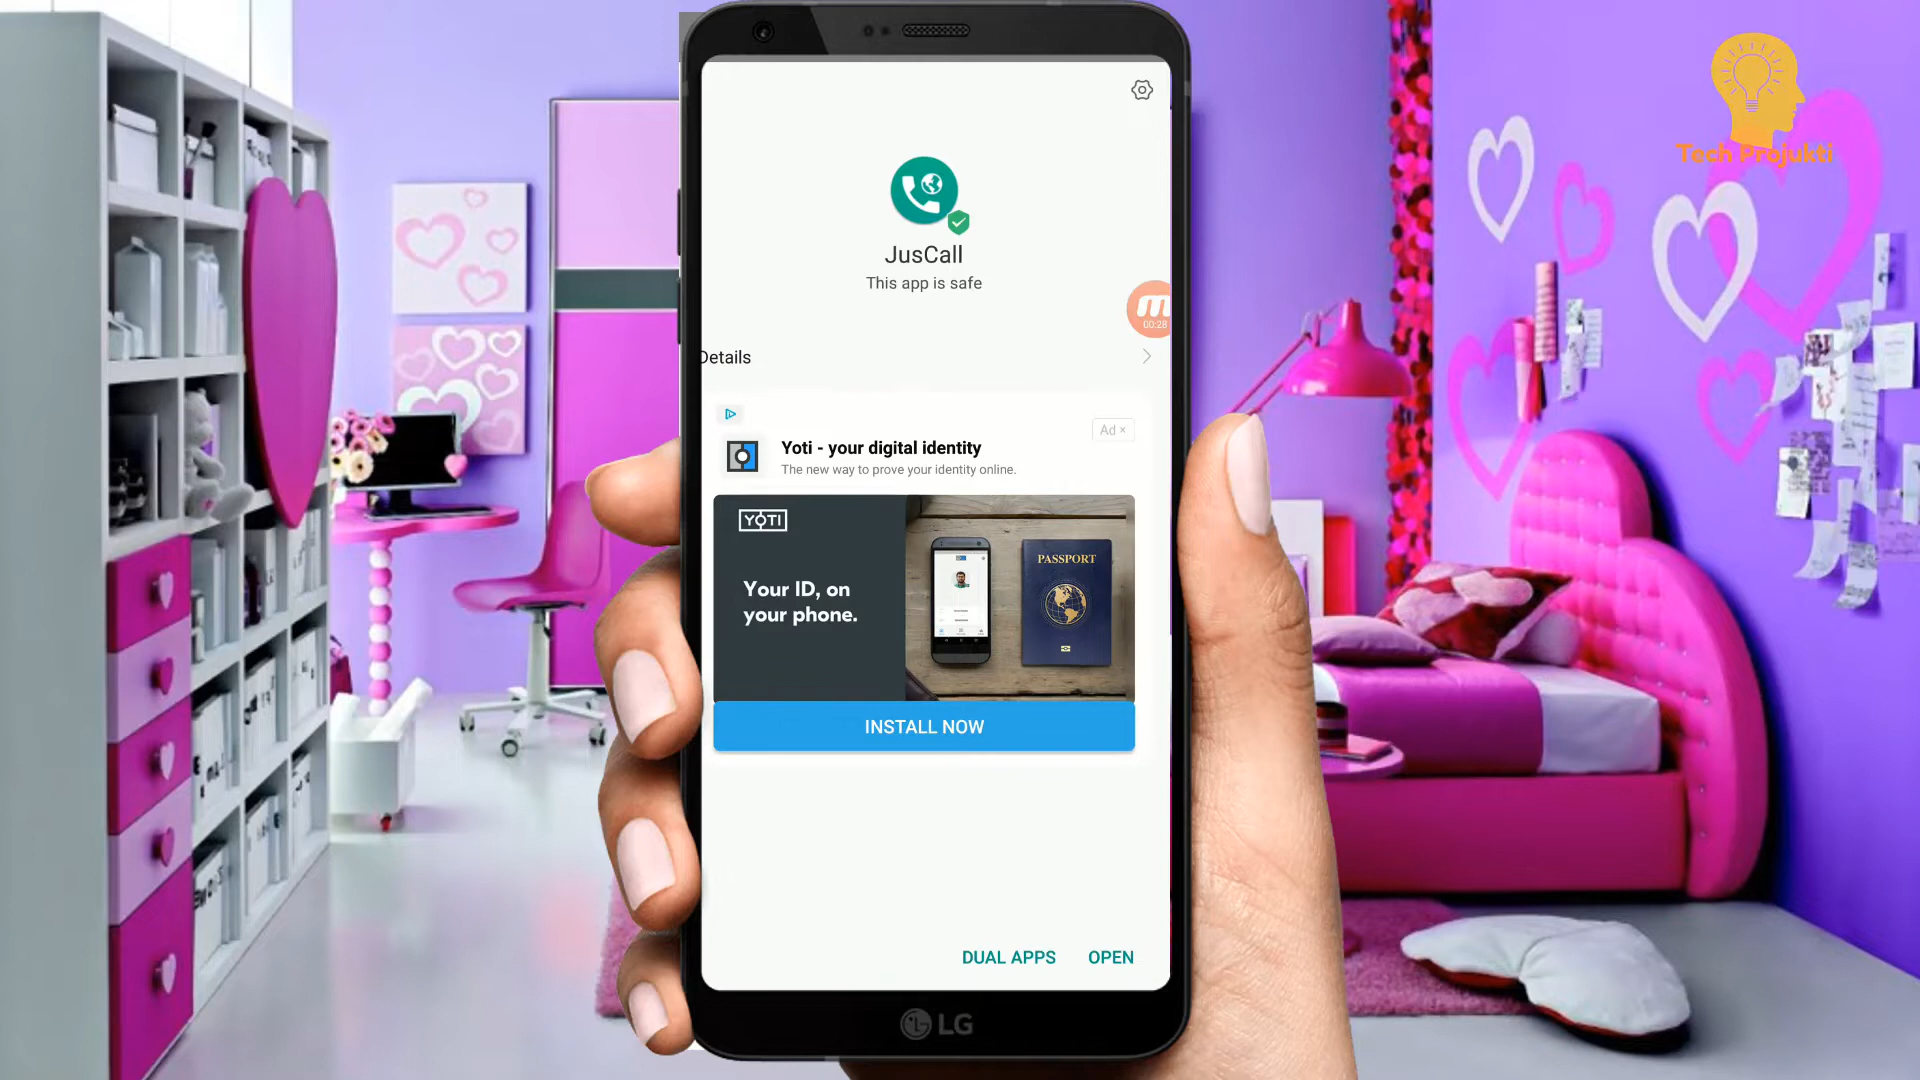 Tech Projukti
JusCall
This app is safe
00:28
Details
Ad ×
Yoti - your digital identity
The new way to prove your identity online.
YOTI
Your ID, on
your phone.
PASSPORT
INSTALL NOW
DUAL APPS
OPEN
LG